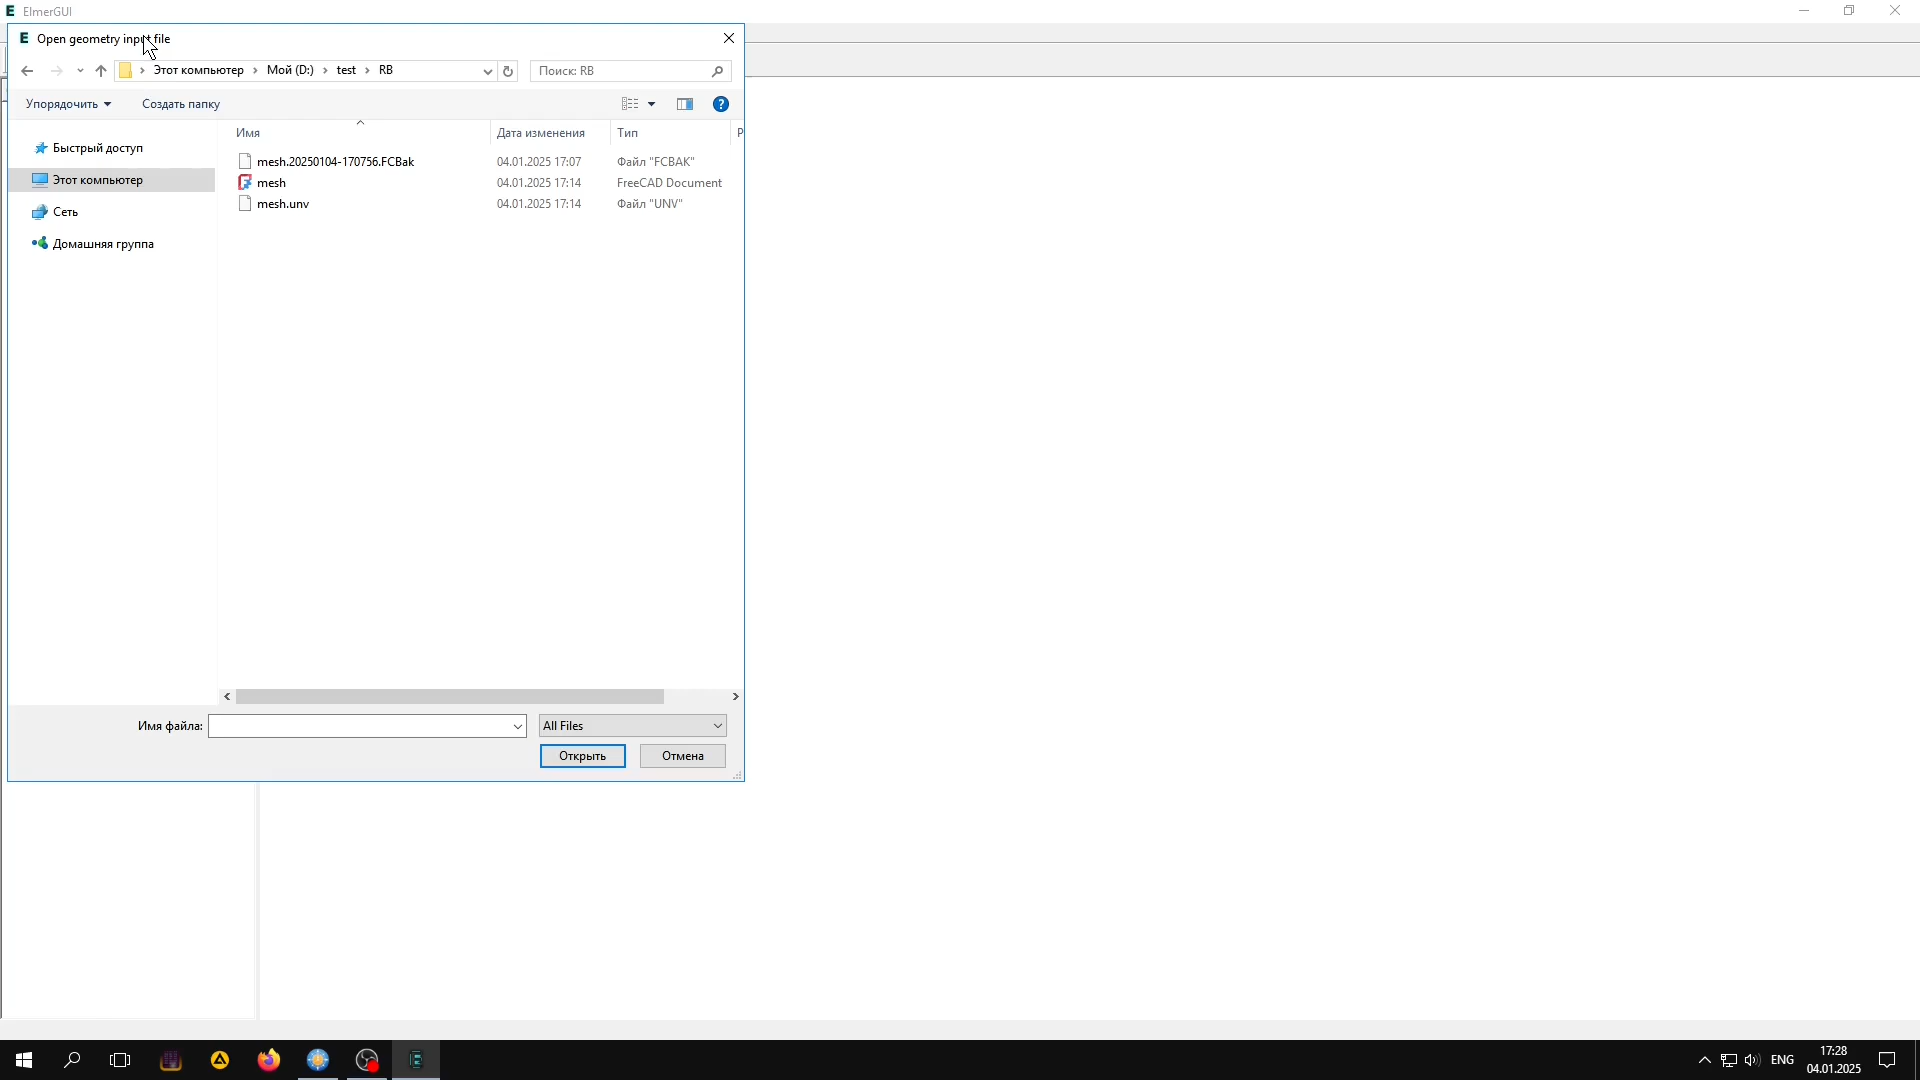 ElmerGUI
Open geometry input file
Этот компьютер > Мой (D:) > test > RB
Поиск: RB
Упорядочить
Создать папку
Имя
Дата изменения
Тип
Р
Быстрый доступ
Этот компьютер
Сеть
Домашняя группа
mesh.20250104-170756.FCBak 04.01.2025 17:07 Файл "FCBAK"
mesh 04.01.2025 17:14 FreeCAD Document
mesh.unv 04.01.2025 17:14 Файл "UNV"
Имя файла:
All Files
Открыть
Отмена
ENG
17:28
04.01.2025